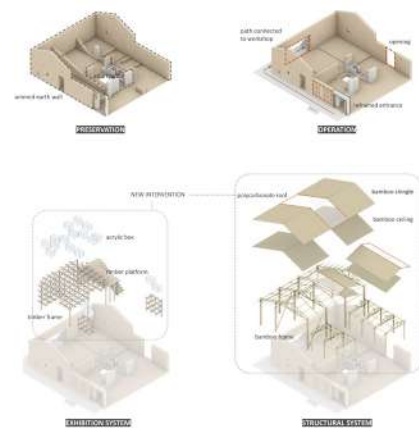 path connected
to workshop
opening
rammed earth wall
reframed entrance
PRESERVATION
OPERATION
NEW INTERVENTION
polycarbonate roof
bamboo shingle
bamboo ceiling
acrylic box
timber platform
timber frame
bamboo frame
EXHIBITION SYSTEM
STRUCTURAL SYSTEM